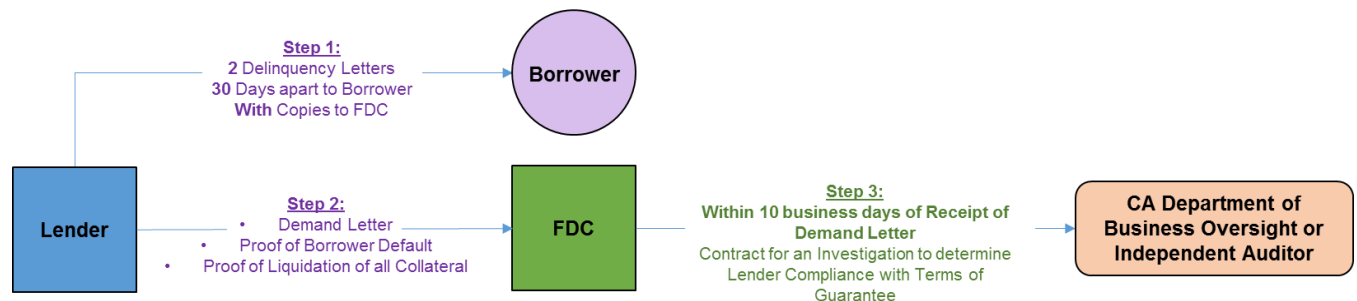 Step 1:
2 Delinquency Letters
30 Days apart to Borrower
With Copies to FDC
Borrower
Lender
Step 2:
• Demand Letter
• Proof of Borrower Default
• Proof of Liquidation of all Collateral
FDC
Step 3:
Within 10 business days of Receipt of
Demand Letter
Contract for an Investigation to determine
Lender Compliance with Terms of
Guarantee
CA Department of
Business Oversight or
Independent Auditor